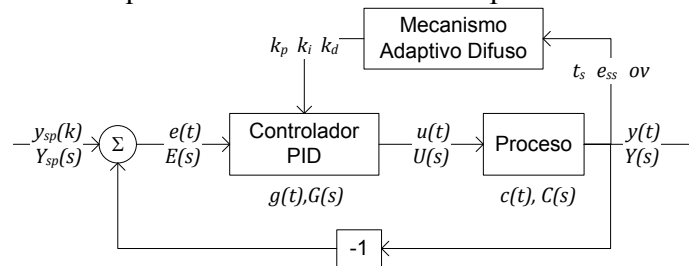 Mecanismo
Adaptivo Difuso
k_p k_i k_d
t_s e_ss ov
y_sp(k)
Y_sp(s)
Σ
e(t)
E(s)
Controlador
PID
u(t)
U(s)
Proceso
y(t)
Y(s)
g(t),G(s)
c(t), C(s)
-1